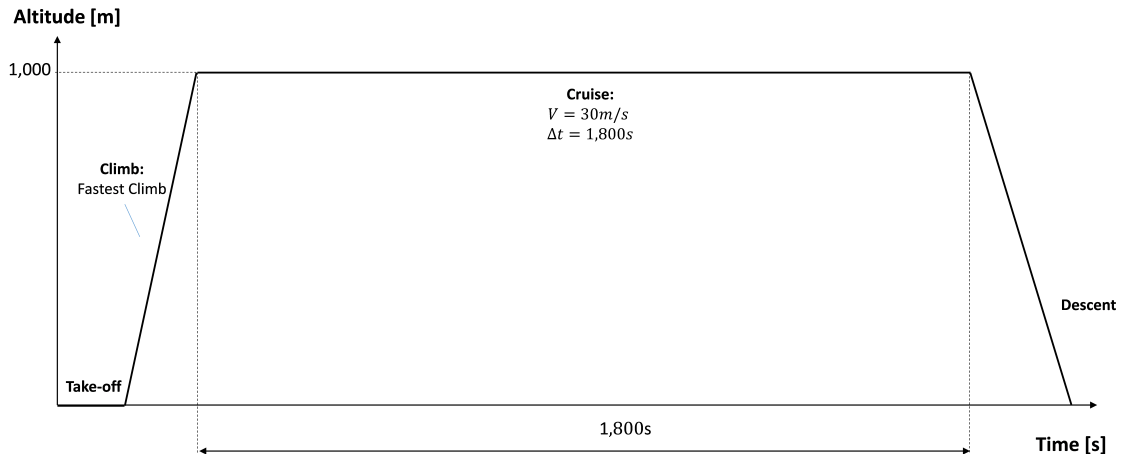 Altitude [m]
1,000
Cruise:
V = 30m/s
Δt = 1,800s
Climb:
Fastest Climb
Descent
Take-off
1,800s
Time [s]